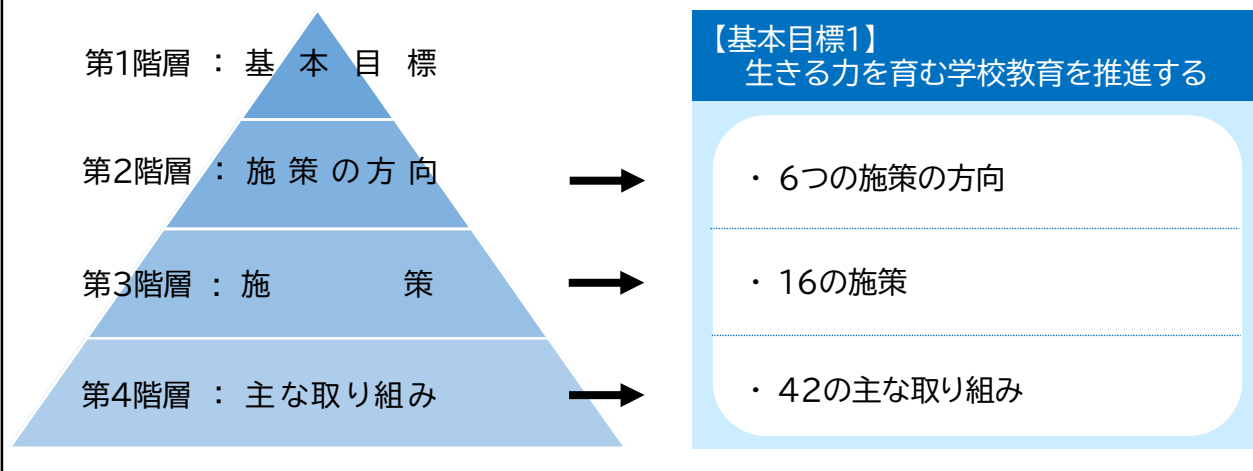 第1階層 : 基 本 目 標
第2階層 : 施 策 の 方 向
第3階層 : 施 策
第4階層 : 主な取り組み
【基本目標1】
生きる力を育む学校教育を推進する
・ 6つの施策の方向
・ 16の施策
・ 42の主な取り組み